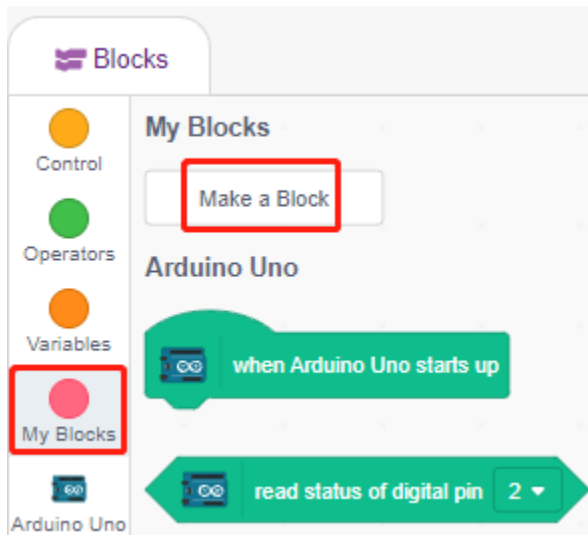 Blocks
Control
Operators
Variables
My Blocks
Arduino Uno
My Blocks
Make a Block
Arduino Uno
when Arduino Uno starts up
read status of digital pin 2